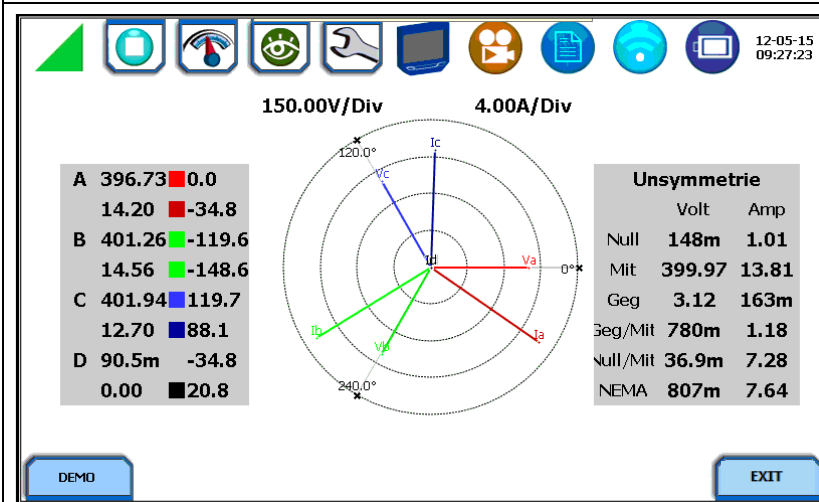 12-05-15
09:27:23
150.00V/Div 4.00A/Div
120.0°
Ic
Vc
Id
Va
0°
Ib
Vb
Ia
240.0°
A 396.73 0.0
14.20 -34.8
B 401.26 -119.6
14.56 -148.6
C 401.94 119.7
12.70 88.1
D 90.5m -34.8
0.00 20.8
Unsymmetrie
Volt Amp
Null 148m 1.01
Mit 399.97 13.81
Geg 3.12 163m
Geg/Mit 780m 1.18
Null/Mit 36.9m 7.28
NEMA 807m 7.64
DEMO
EXIT